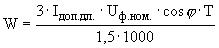 W = 3 · Iдоп.дл. · Uф.ном. · cos φ · T / 1,5 · 1000